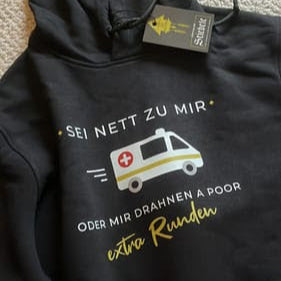 SEI NETT ZU MIR
ODER MIR DRAHNEN A POOR
extra Runden